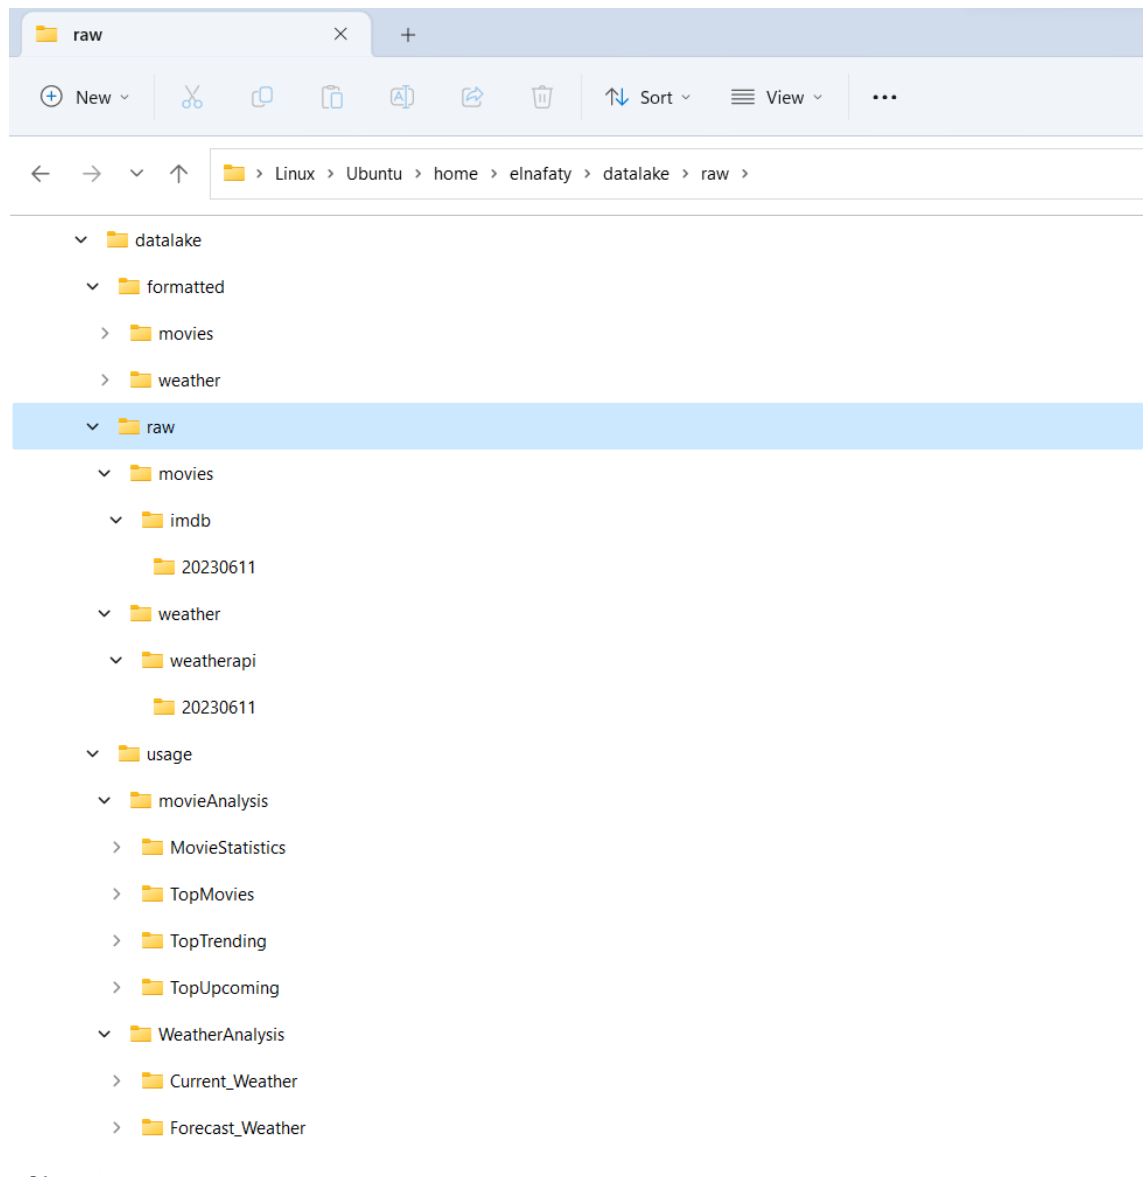 raw
New Sort View
Linux > Ubuntu > home > elnafaty > datalake > raw >
datalake
formatted
movies
weather
raw
movies
imdb
20230611
weather
weatherapi
20230611
usage
movieAnalysis
MovieStatistics
TopMovies
TopTrending
TopUpcoming
WeatherAnalysis
Current_Weather
Forecast_Weather